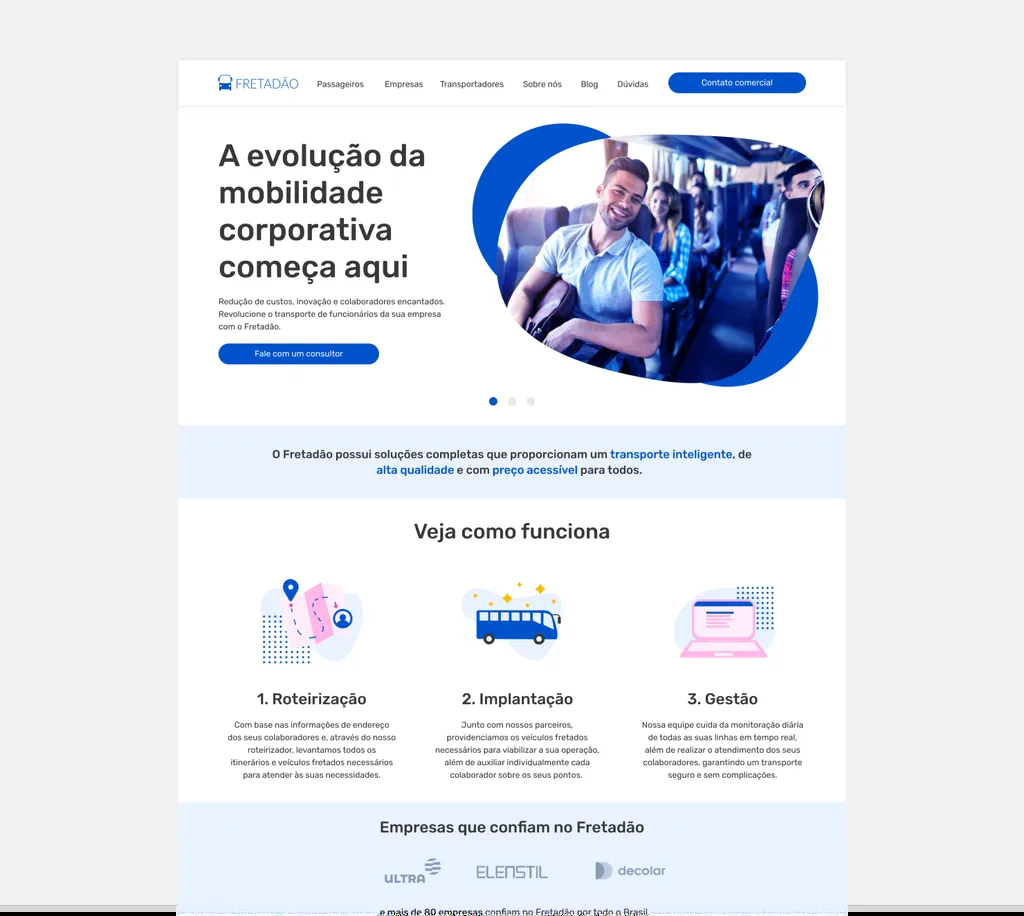 FRETADÃO
Passageiros
Empresas
Transportadores
Sobre nós
Blog
Dúvidas
Contato comercial
A evolução da
mobilidade
corporativa
começa aqui
Redução de custos, inovação e colaboradores encantados.
Revolucione o transporte de funcionários da sua empresa
com o Fretadão.
Fale com um consultor
O Fretadão possui soluções completas que proporcionam um transporte inteligente, de
alta qualidade e com preço acessível para todos.
Veja como funciona
1. Roteirização
Com base nas informações de endereço
dos seus colaboradores e, através do nosso
roteirizador, levantamos todos os
itinerários e veículos fretados necessários
para atender às suas necessidades.
2. Implantação
Junto com nossos parceiros,
providenciamos os veículos fretados
necessários para viabilizar a sua operação,
além de auxiliar individualmente cada
colaborador sobre os seus pontos.
3. Gestão
Nossa equipe cuida da monitoração diária
de todas as suas linhas em tempo real,
além de realizar o atendimento dos seus
colaboradores, garantindo um transporte
seguro e sem complicações.
Empresas que confiam no Fretadão
ULTRA
ELENSTIL
decolar
e mais de 80 empresas confiam no Fretadão por todo o Brasil.